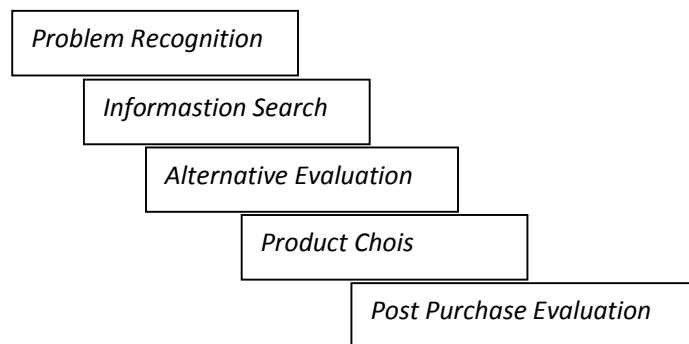 Problem Recognition
Informastion Search
Alternative Evaluation
Product Chois
Post Purchase Evaluation